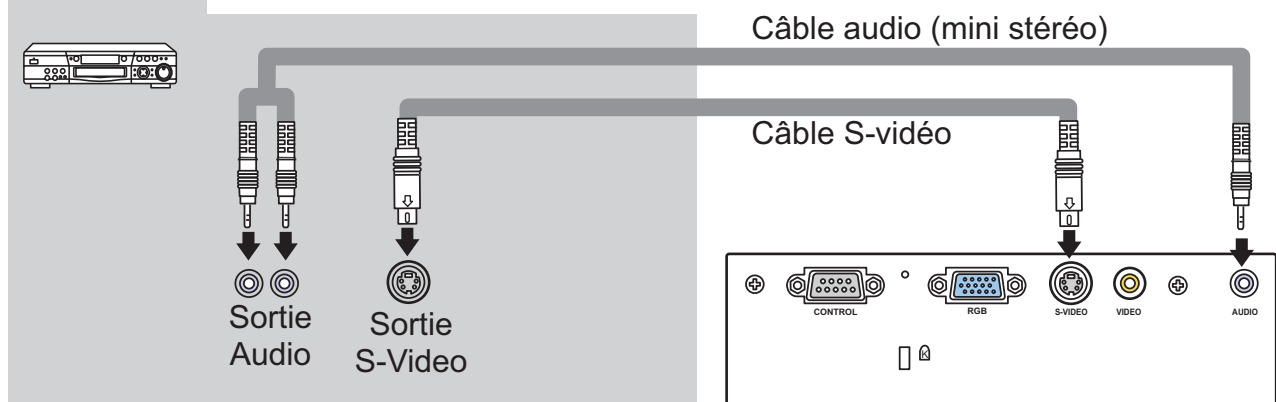 Câble audio (mini stéréo)
Câble S-vidéo
Sortie
Audio
Sortie
S-Video
CONTROL
RGB
S-VIDEO
VIDEO
AUDIO
K